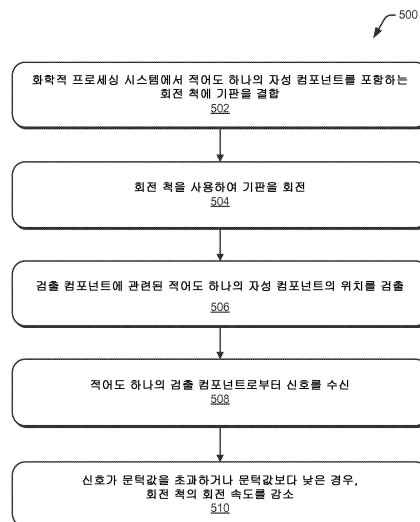 500
화학적 프로세싱 시스템에서 적어도 하나의 자성 컴포넌트를 포함하는
회전 척에 기판을 결합
502
회전 척을 사용하여 기판을 회전
504
검출 컴포넌트에 관련된 적어도 하나의 자성 컴포넌트의 위치를 검출
506
적어도 하나의 검출 컴포넌트로부터 신호를 수신
508
신호가 문턱값을 초과하거나 문턱값보다 낮은 경우,
회전 척의 회전 속도를 감소
510